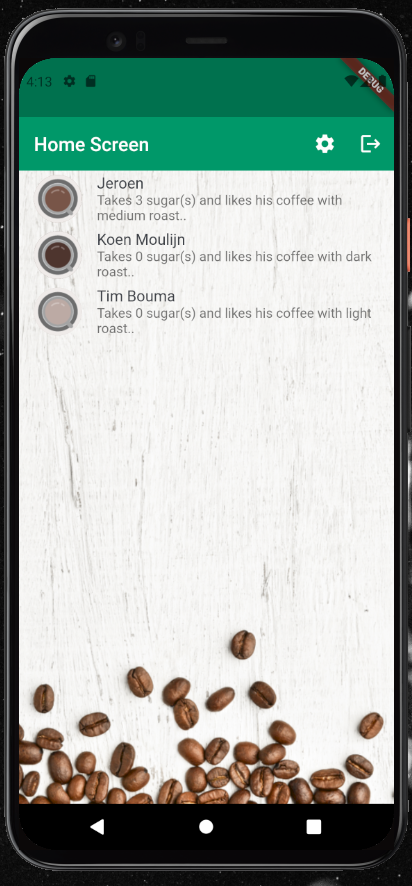 4:13
DEBUG
Home Screen
Jeroen
Takes 3 sugar(s) and likes his coffee with
medium roast..
Koen Moulijn
Takes 0 sugar(s) and likes his coffee with dark
roast..
Tim Bouma
Takes 0 sugar(s) and likes his coffee with light
roast..